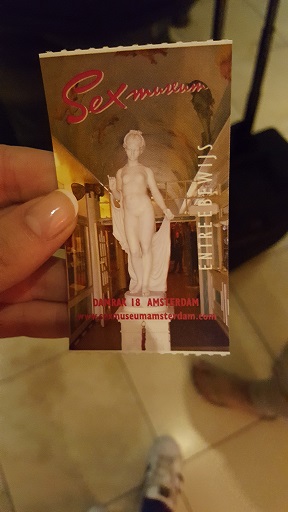 Sexmuseum
ENTREEBEWIJS
DAMRAK 18 AMSTERDAM
www.sexmuseumamsterdam.com